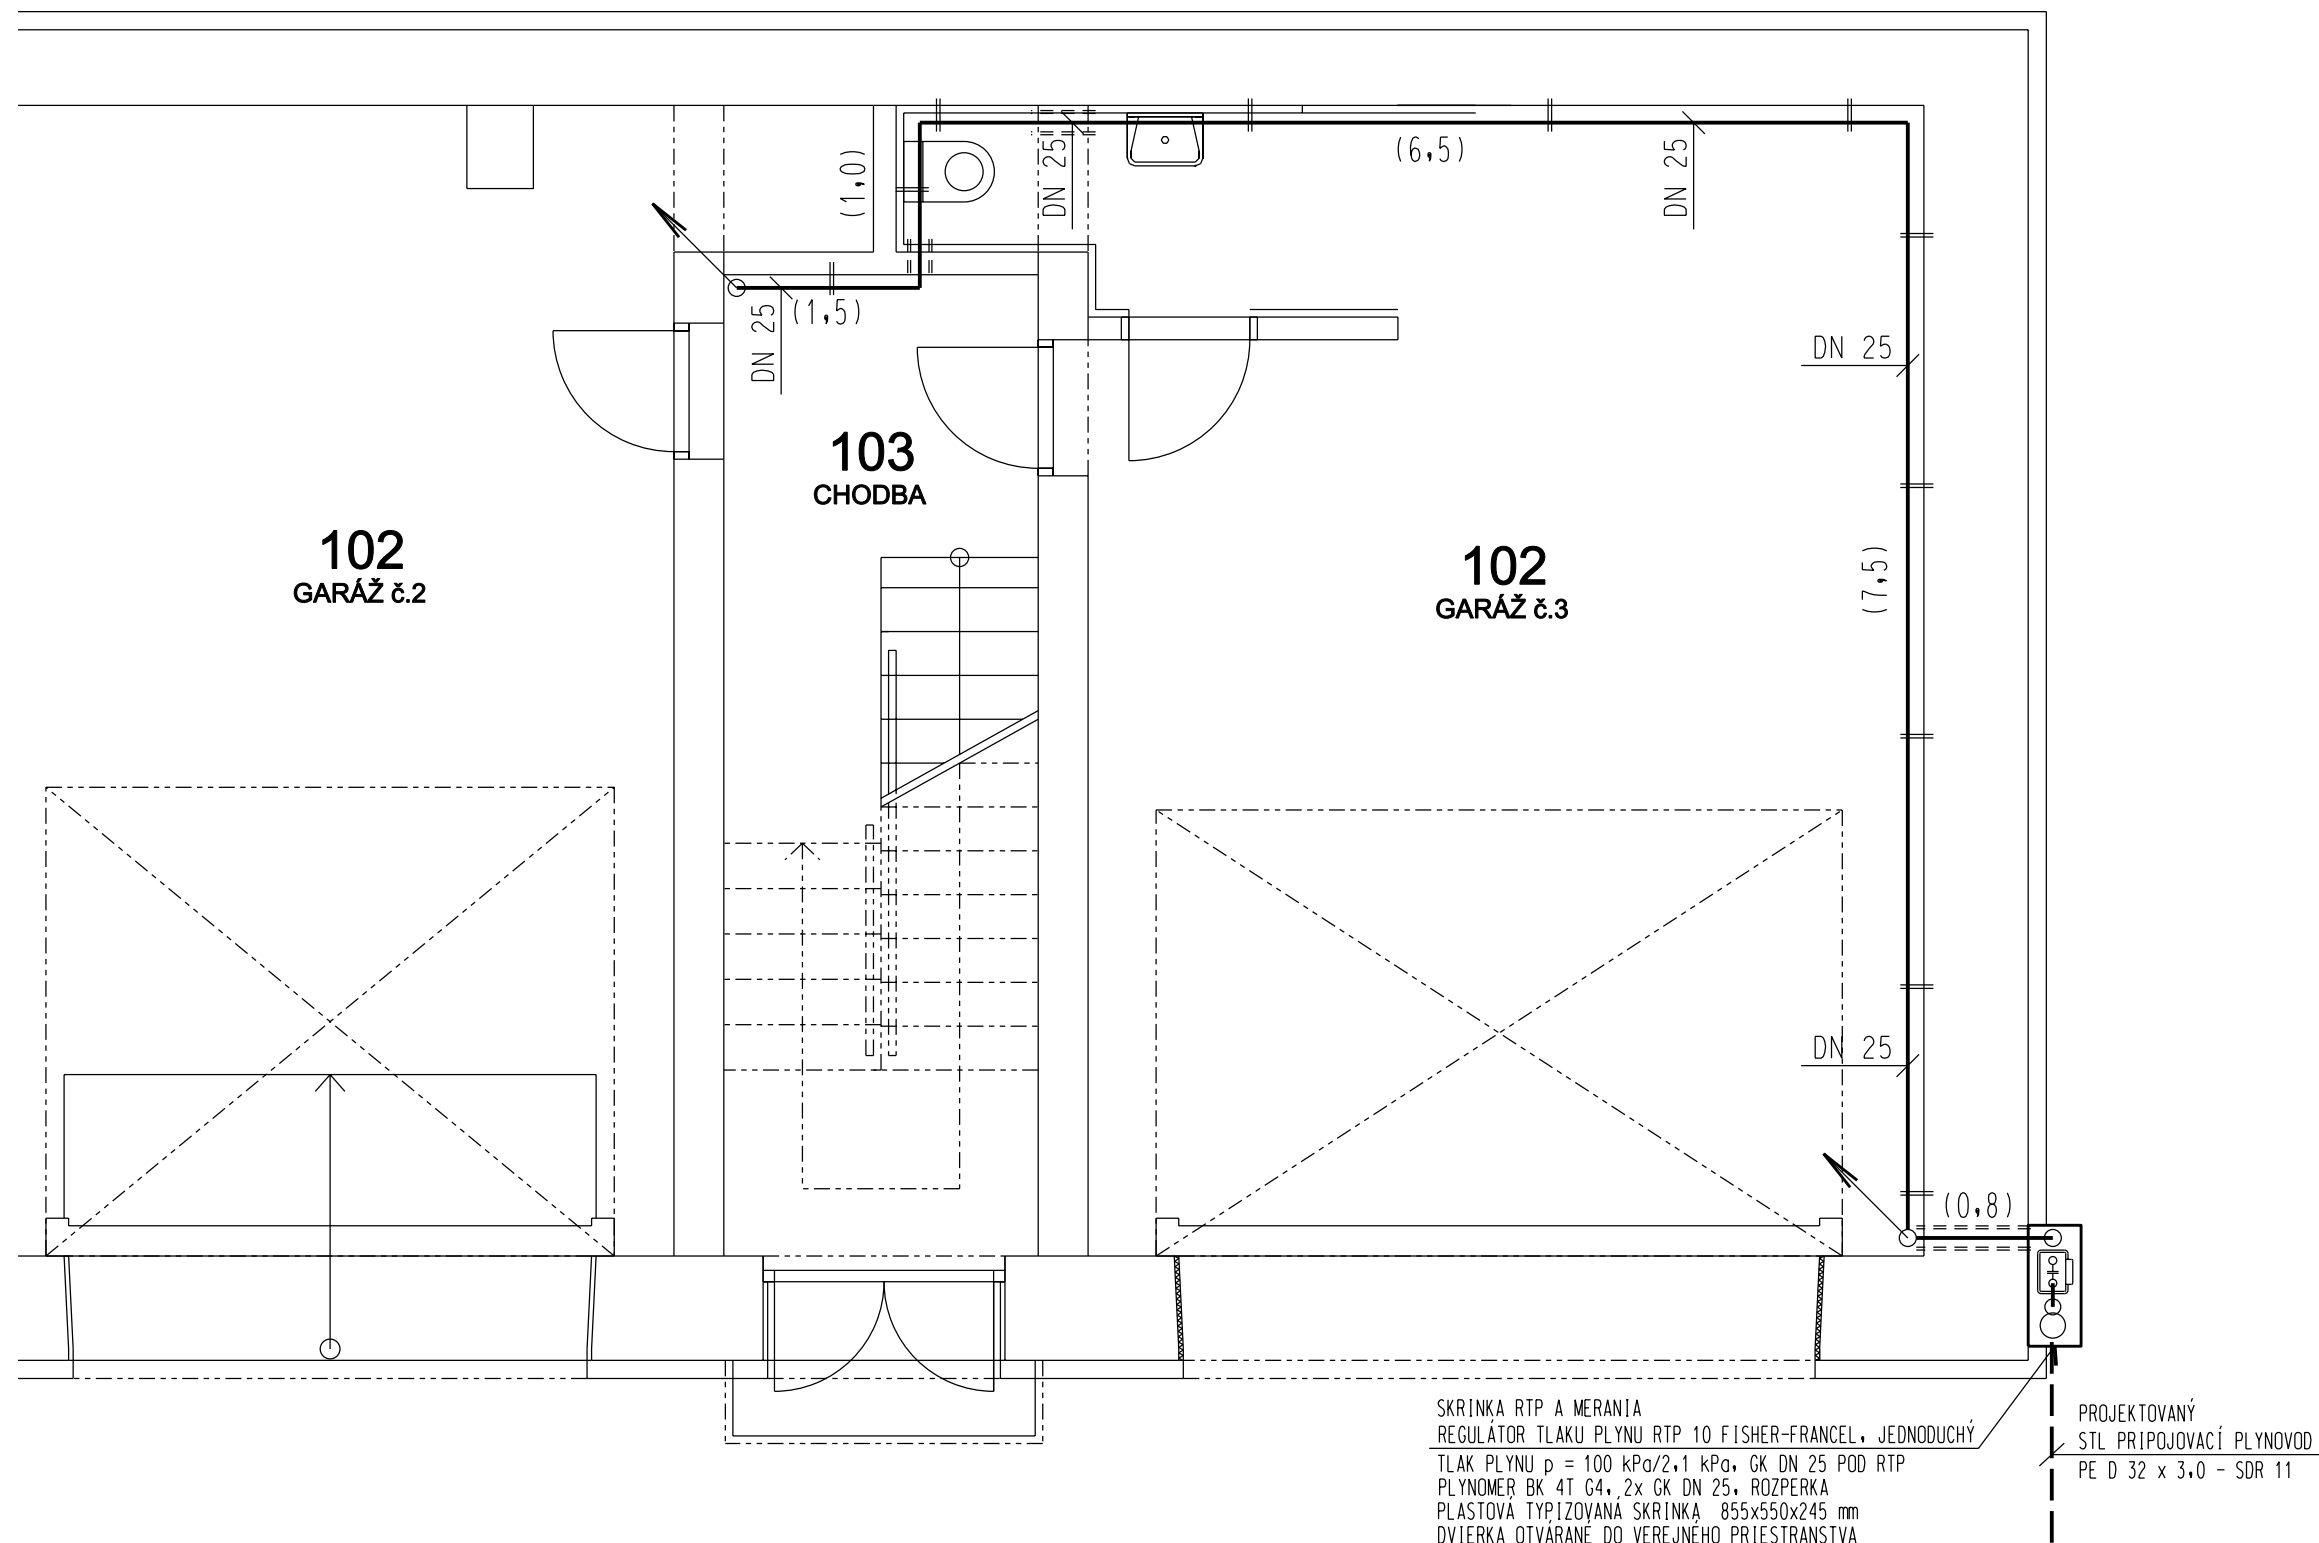 (1,0)
DN 25
(6,5)
DN 25
DN 25
(1,5)
DN 25
103
CHODBA
102
GARÁŽ č.2
102
GARÁŽ č.3
(7,5)
DN 25
(0,8)
SKRINKA RTP A MERANIA
REGULÁTOR TLAKU PLYNU RTP 10 FISHER-FRANCEL, JEDNODUCHÝ
TLAK PLYNU p = 100 kPa/2,1 kPa, GK DN 25 POD RTP
PLYNOMER BK 4T G4, 2x GK DN 25, ROZPERKA
PLASTOVÁ TYPIZOVANÁ SKRINKA 855x550x245 mm
DVIERKA OTVÁRANÉ DO VEREJNÉHO PRIESTRANSTVA
PROJEKTOVANÝ
STL PRIPOJOVACÍ PLYNOVOD
PE D 32 x 3,0 - SDR 11